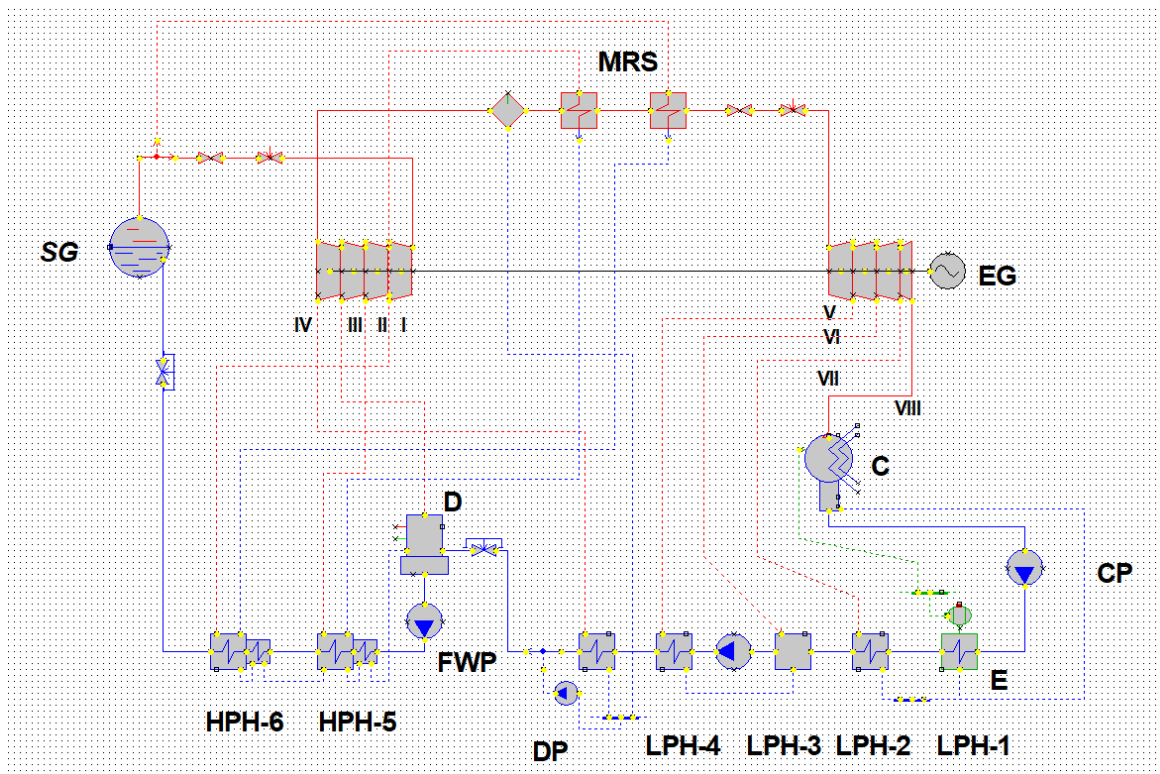 MRS
SG
EG
IV III II I
V
VI
VII
VIII
C
D
CP
FWP
E
HPH-6 HPH-5
DP
LPH-4 LPH-3 LPH-2 LPH-1